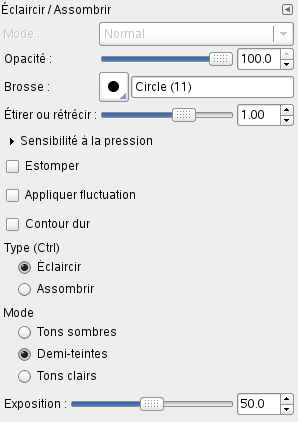 Éclaircir / Assombrir
Mode : Normal
Opacité : 100.0
Brosse : Circle (11)
Étirer ou rétrécir : 1.00
Sensibilité à la pression
Estomper
Appliquer fluctuation
Contour dur
Type (Ctrl)
Éclaircir
Assombrir
Mode
Tons sombres
Demi-teintes
Tons clairs
Exposition : 50.0